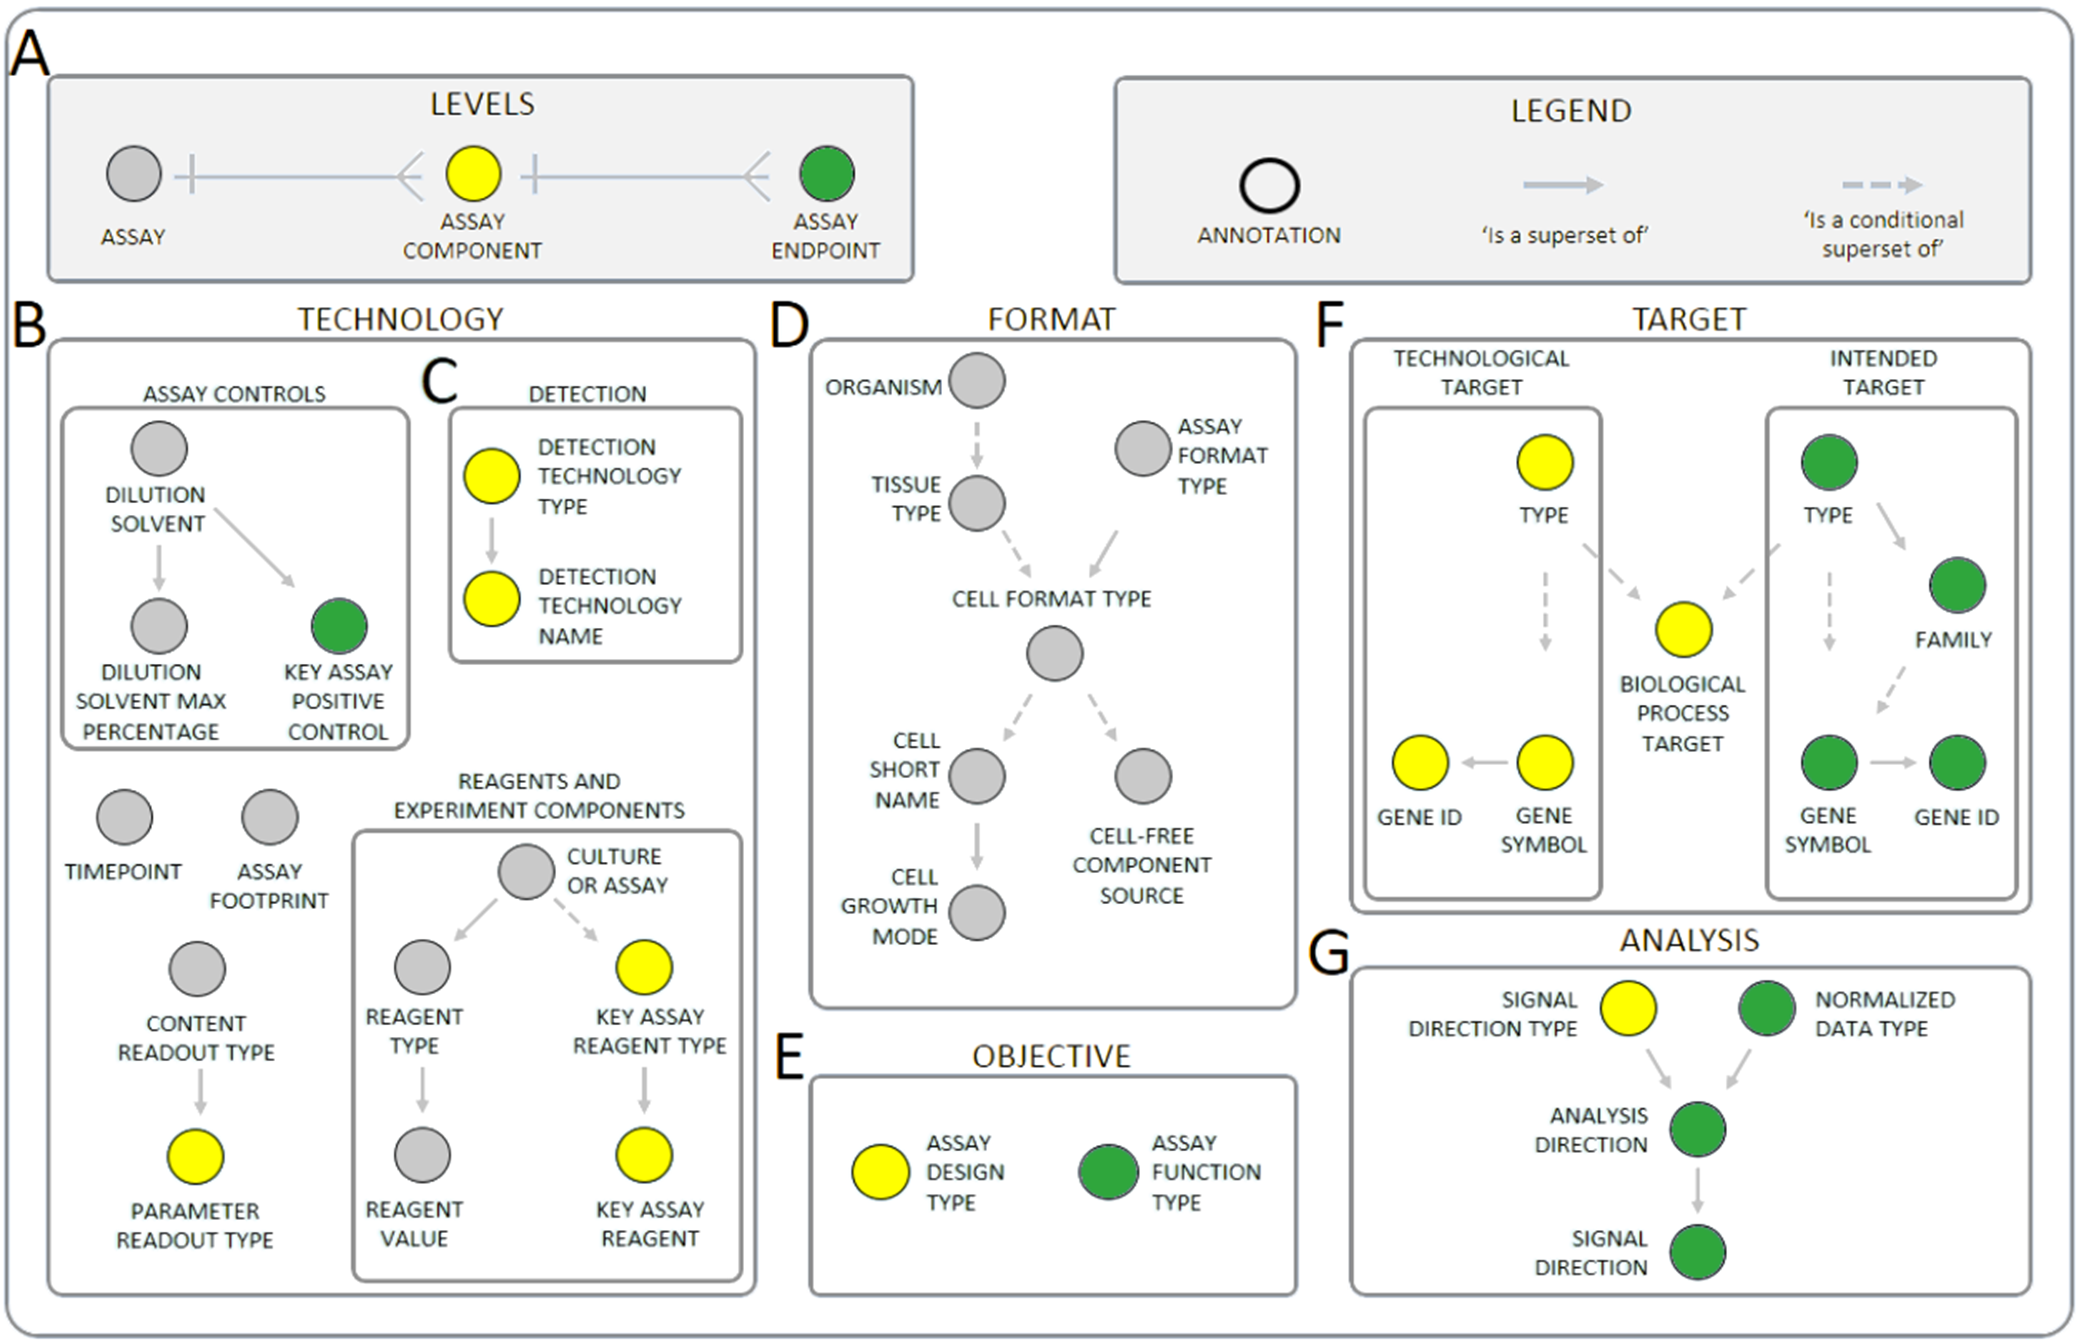 A
LEVELS
ASSAY
ASSAY
COMPONENT
ASSAY
ENDPOINT
LEGEND
ANNOTATION
‘Is a superset of’
‘Is a conditional
superset of’
B
TECHNOLOGY
ASSAY CONTROLS
DILUTION
SOLVENT
DILUTION
SOLVENT MAX
PERCENTAGE
KEY ASSAY
POSITIVE
CONTROL
C
DETECTION
DETECTION
TECHNOLOGY
TYPE
DETECTION
TECHNOLOGY
NAME
TIMEPOINT
ASSAY
FOOTPRINT
CONTENT
READOUT TYPE
PARAMETER
READOUT TYPE
REAGENTS AND
EXPERIMENT COMPONENTS
CULTURE
OR ASSAY
REAGENT
TYPE
KEY ASSAY
REAGENT TYPE
REAGENT
VALUE
KEY ASSAY
REAGENT
D
FORMAT
ORGANISM
ASSAY
FORMAT
TYPE
TISSUE
TYPE
CELL FORMAT TYPE
CELL
SHORT
NAME
CELL-FREE
COMPONENT
SOURCE
CELL
GROWTH
MODE
E
OBJECTIVE
ASSAY
DESIGN
TYPE
ASSAY
FUNCTION
TYPE
F
TARGET
TECHNOLOGICAL
TARGET
INTENDED
TARGET
TYPE
TYPE
FAMILY
BIOLOGICAL
PROCESS
TARGET
GENE ID
GENE
SYMBOL
GENE
SYMBOL
GENE ID
G
ANALYSIS
SIGNAL
DIRECTION TYPE
NORMALIZED
DATA TYPE
ANALYSIS
DIRECTION
SIGNAL
DIRECTION